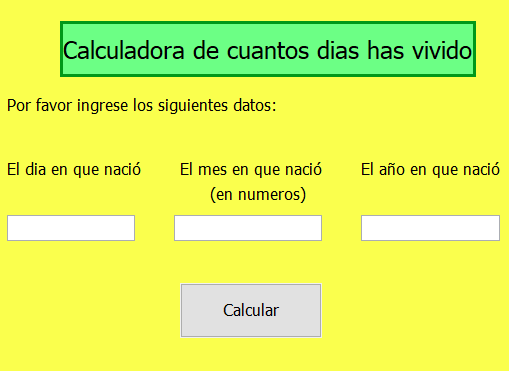 Calculadora de cuantos dias has vivido
Por favor ingrese los siguientes datos:
El dia en que nació
El mes en que nació
(en numeros)
El año en que nació
Calcular